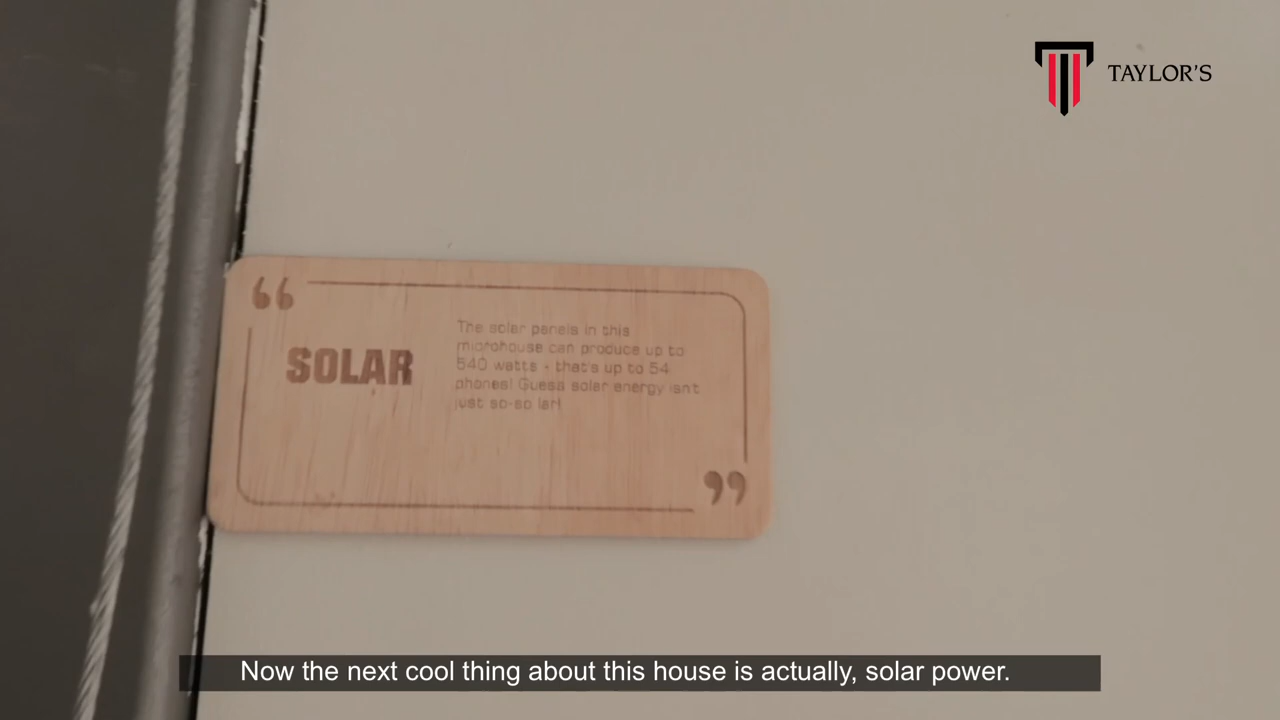 TAYLOR'S
“
SOLAR
The solar panels in this
microhouse can produce up to
540 watts - that's up to 54
phones! Guess solar energy isn't
just so-so lar!
”
Now the next cool thing about this house is actually, solar power.